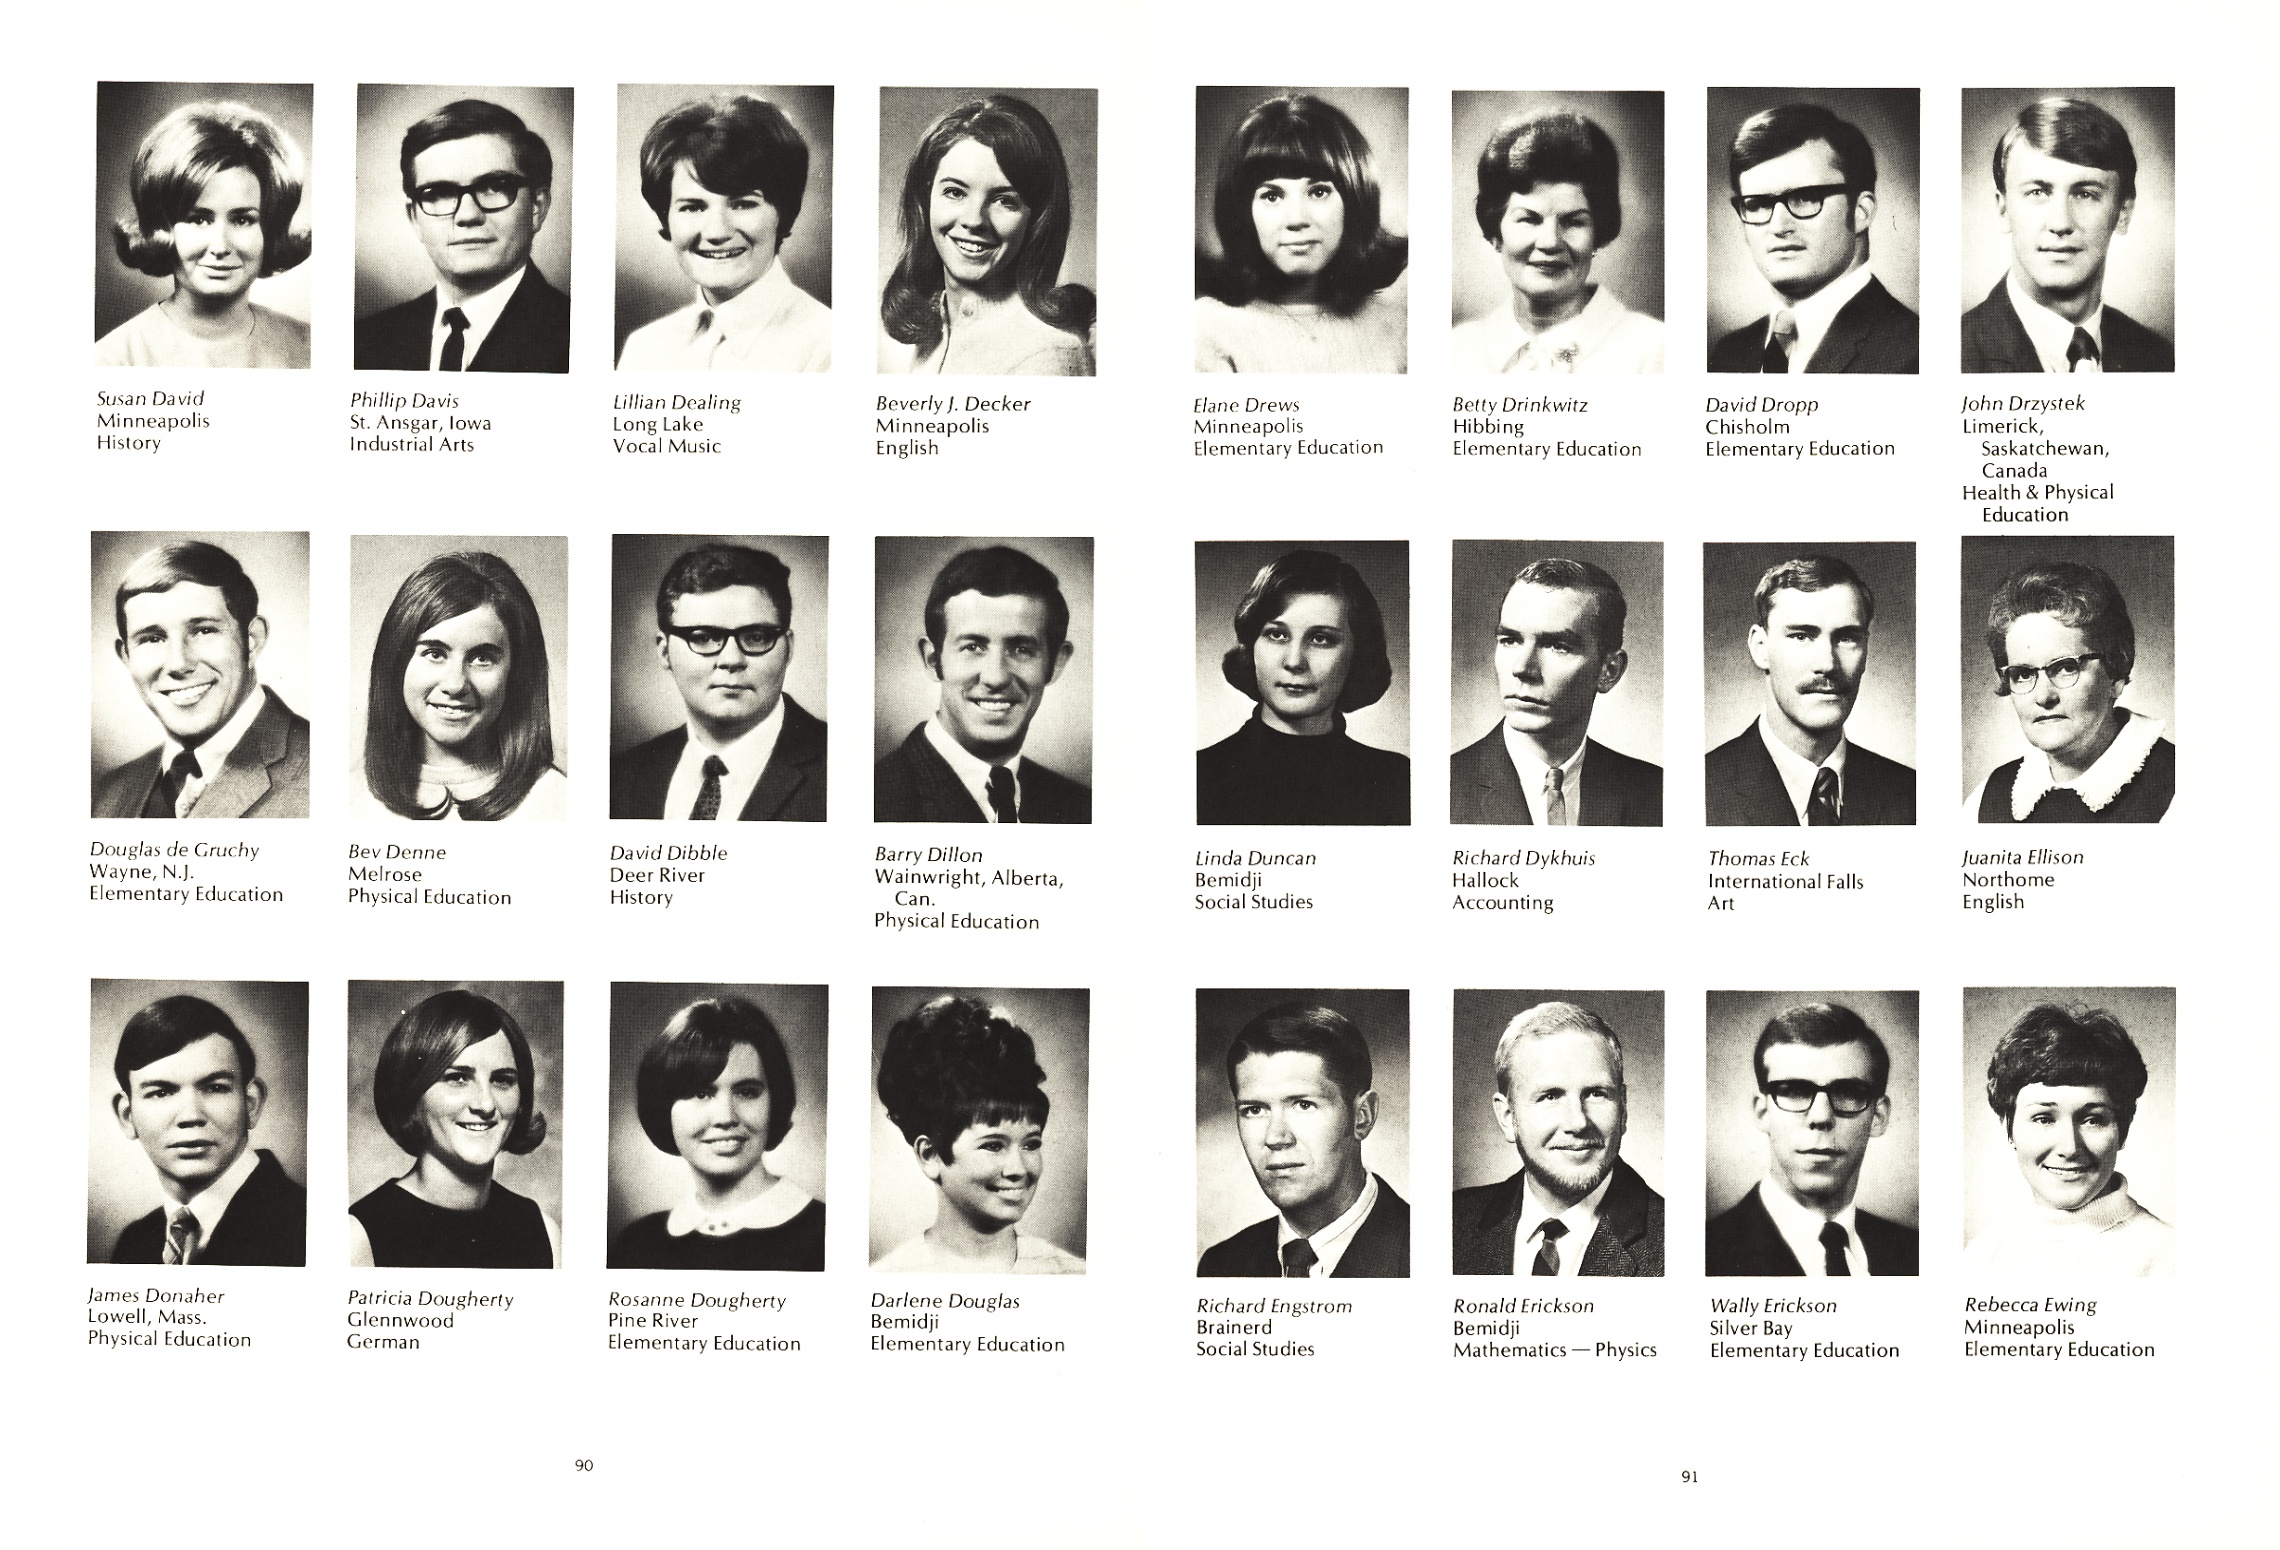 Susan David
Minneapolis
History
Phillip Davis
St. Ansgar, Iowa
Industrial Arts
Lillian Dealing
Long Lake
Vocal Music
Beverly J. Decker
Minneapolis
English
Douglas de Gruchy
Wayne, N.J.
Elementary Education
Bev Denne
Melrose
Physical Education
David Dibble
Deer River
History
Barry Dillon
Wainwright, Alberta,
Can.
Physical Education
James Donaher
Lowell, Mass.
Physical Education
Patricia Dougherty
Glennwood
German
Rosanne Dougherty
Pine River
Elementary Education
Darlene Douglas
Bemidji
Elementary Education
90
Elane Drews
Minneapolis
Elementary Education
Betty Drinkwitz
Hibbing
Elementary Education
David Dropp
Chisholm
Elementary Education
John Drzystek
Limerick,
Saskatchewan,
Canada
Health & Physical
Education
Linda Duncan
Bemidji
Social Studies
Richard Dykhuis
Hallock
Accounting
Thomas Eck
International Falls
Art
Juanita Ellison
Northome
English
Richard Engstrom
Brainerd
Social Studies
Ronald Erickson
Bemidji
Mathematics — Physics
Wally Erickson
Silver Bay
Elementary Education
Rebecca Ewing
Minneapolis
Elementary Education
91